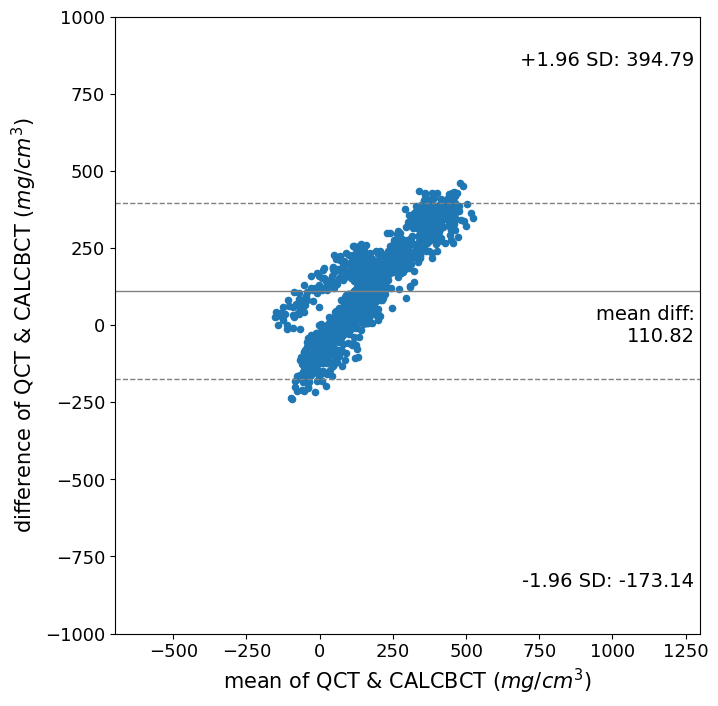 1000
750
500
250
0
−250
−500
−750
−1000
difference of QCT & CALCBCT (mg/cm³)
+1.96 SD: 394.79
mean diff:
110.82
-1.96 SD: -173.14
−500 −250 0 250 500 750 1000 1250
mean of QCT & CALCBCT (mg/cm³)